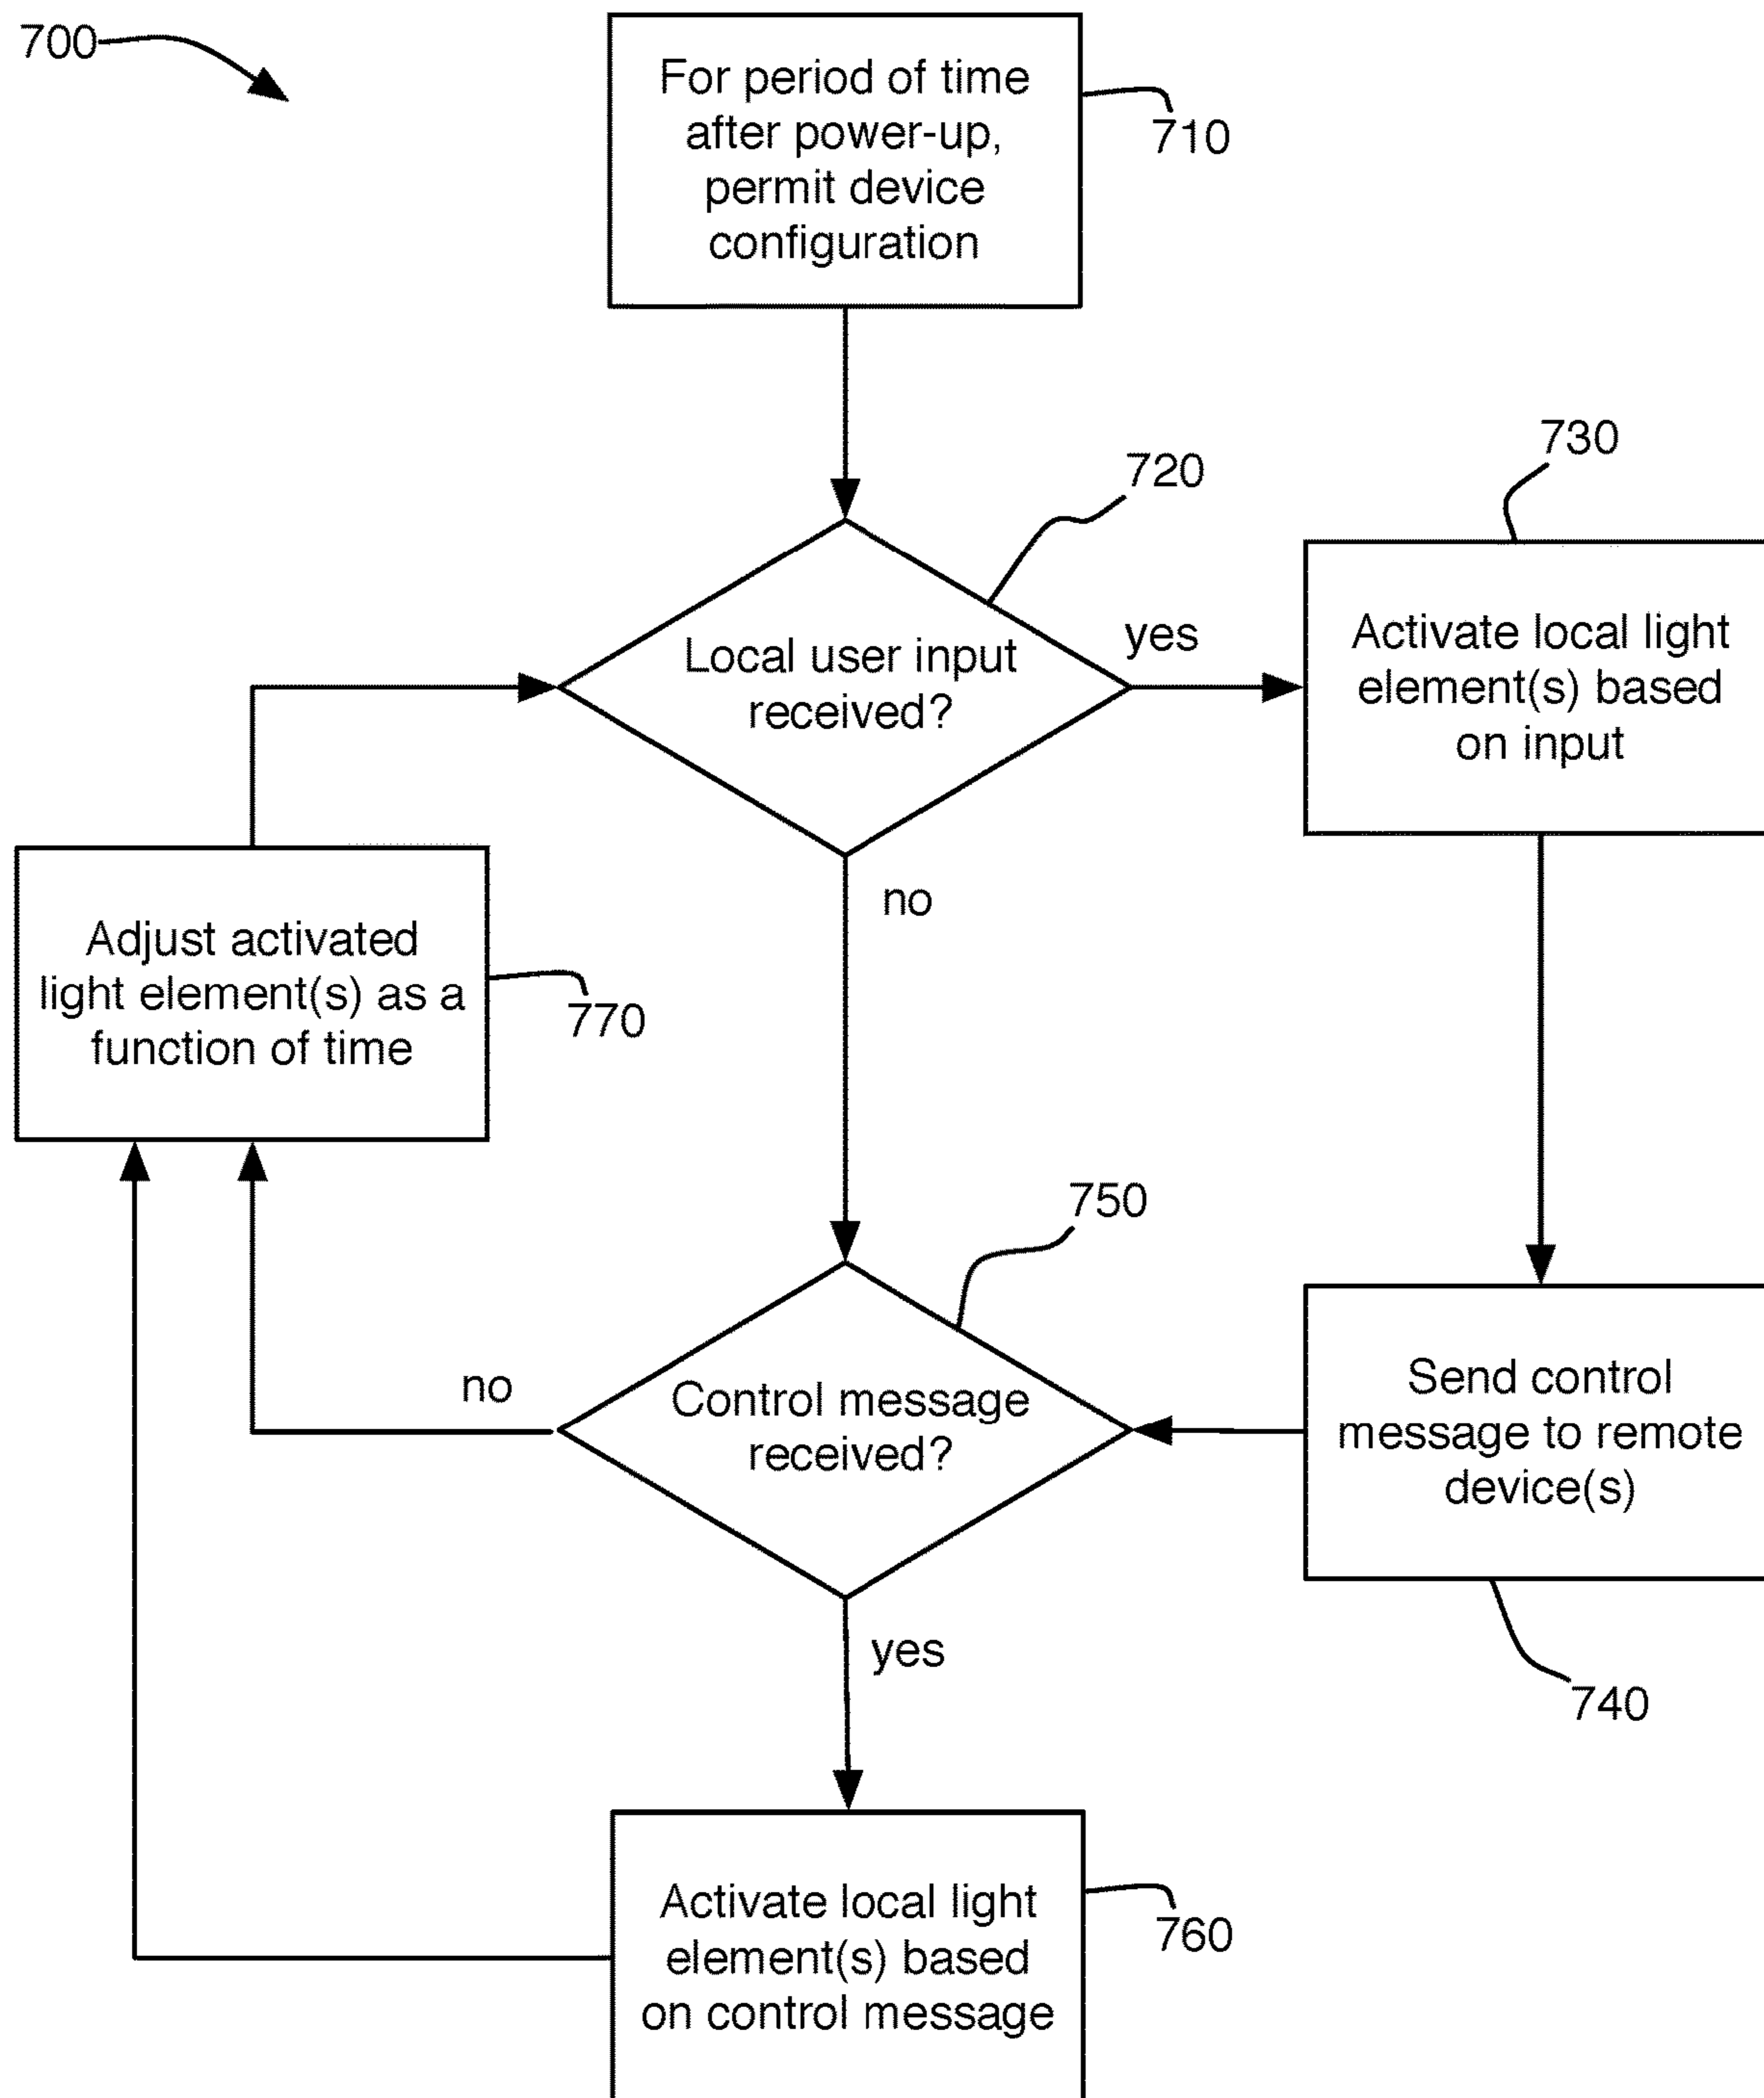 700
For period of time
after power-up,
permit device
configuration
710
720
Local user input
received?
yes
no
730
Activate local light
element(s) based
on input
Adjust activated
light element(s) as a
function of time
770
750
Control message
received?
no
yes
Send control
message to remote
device(s)
740
Activate local light
element(s) based
on control message
760